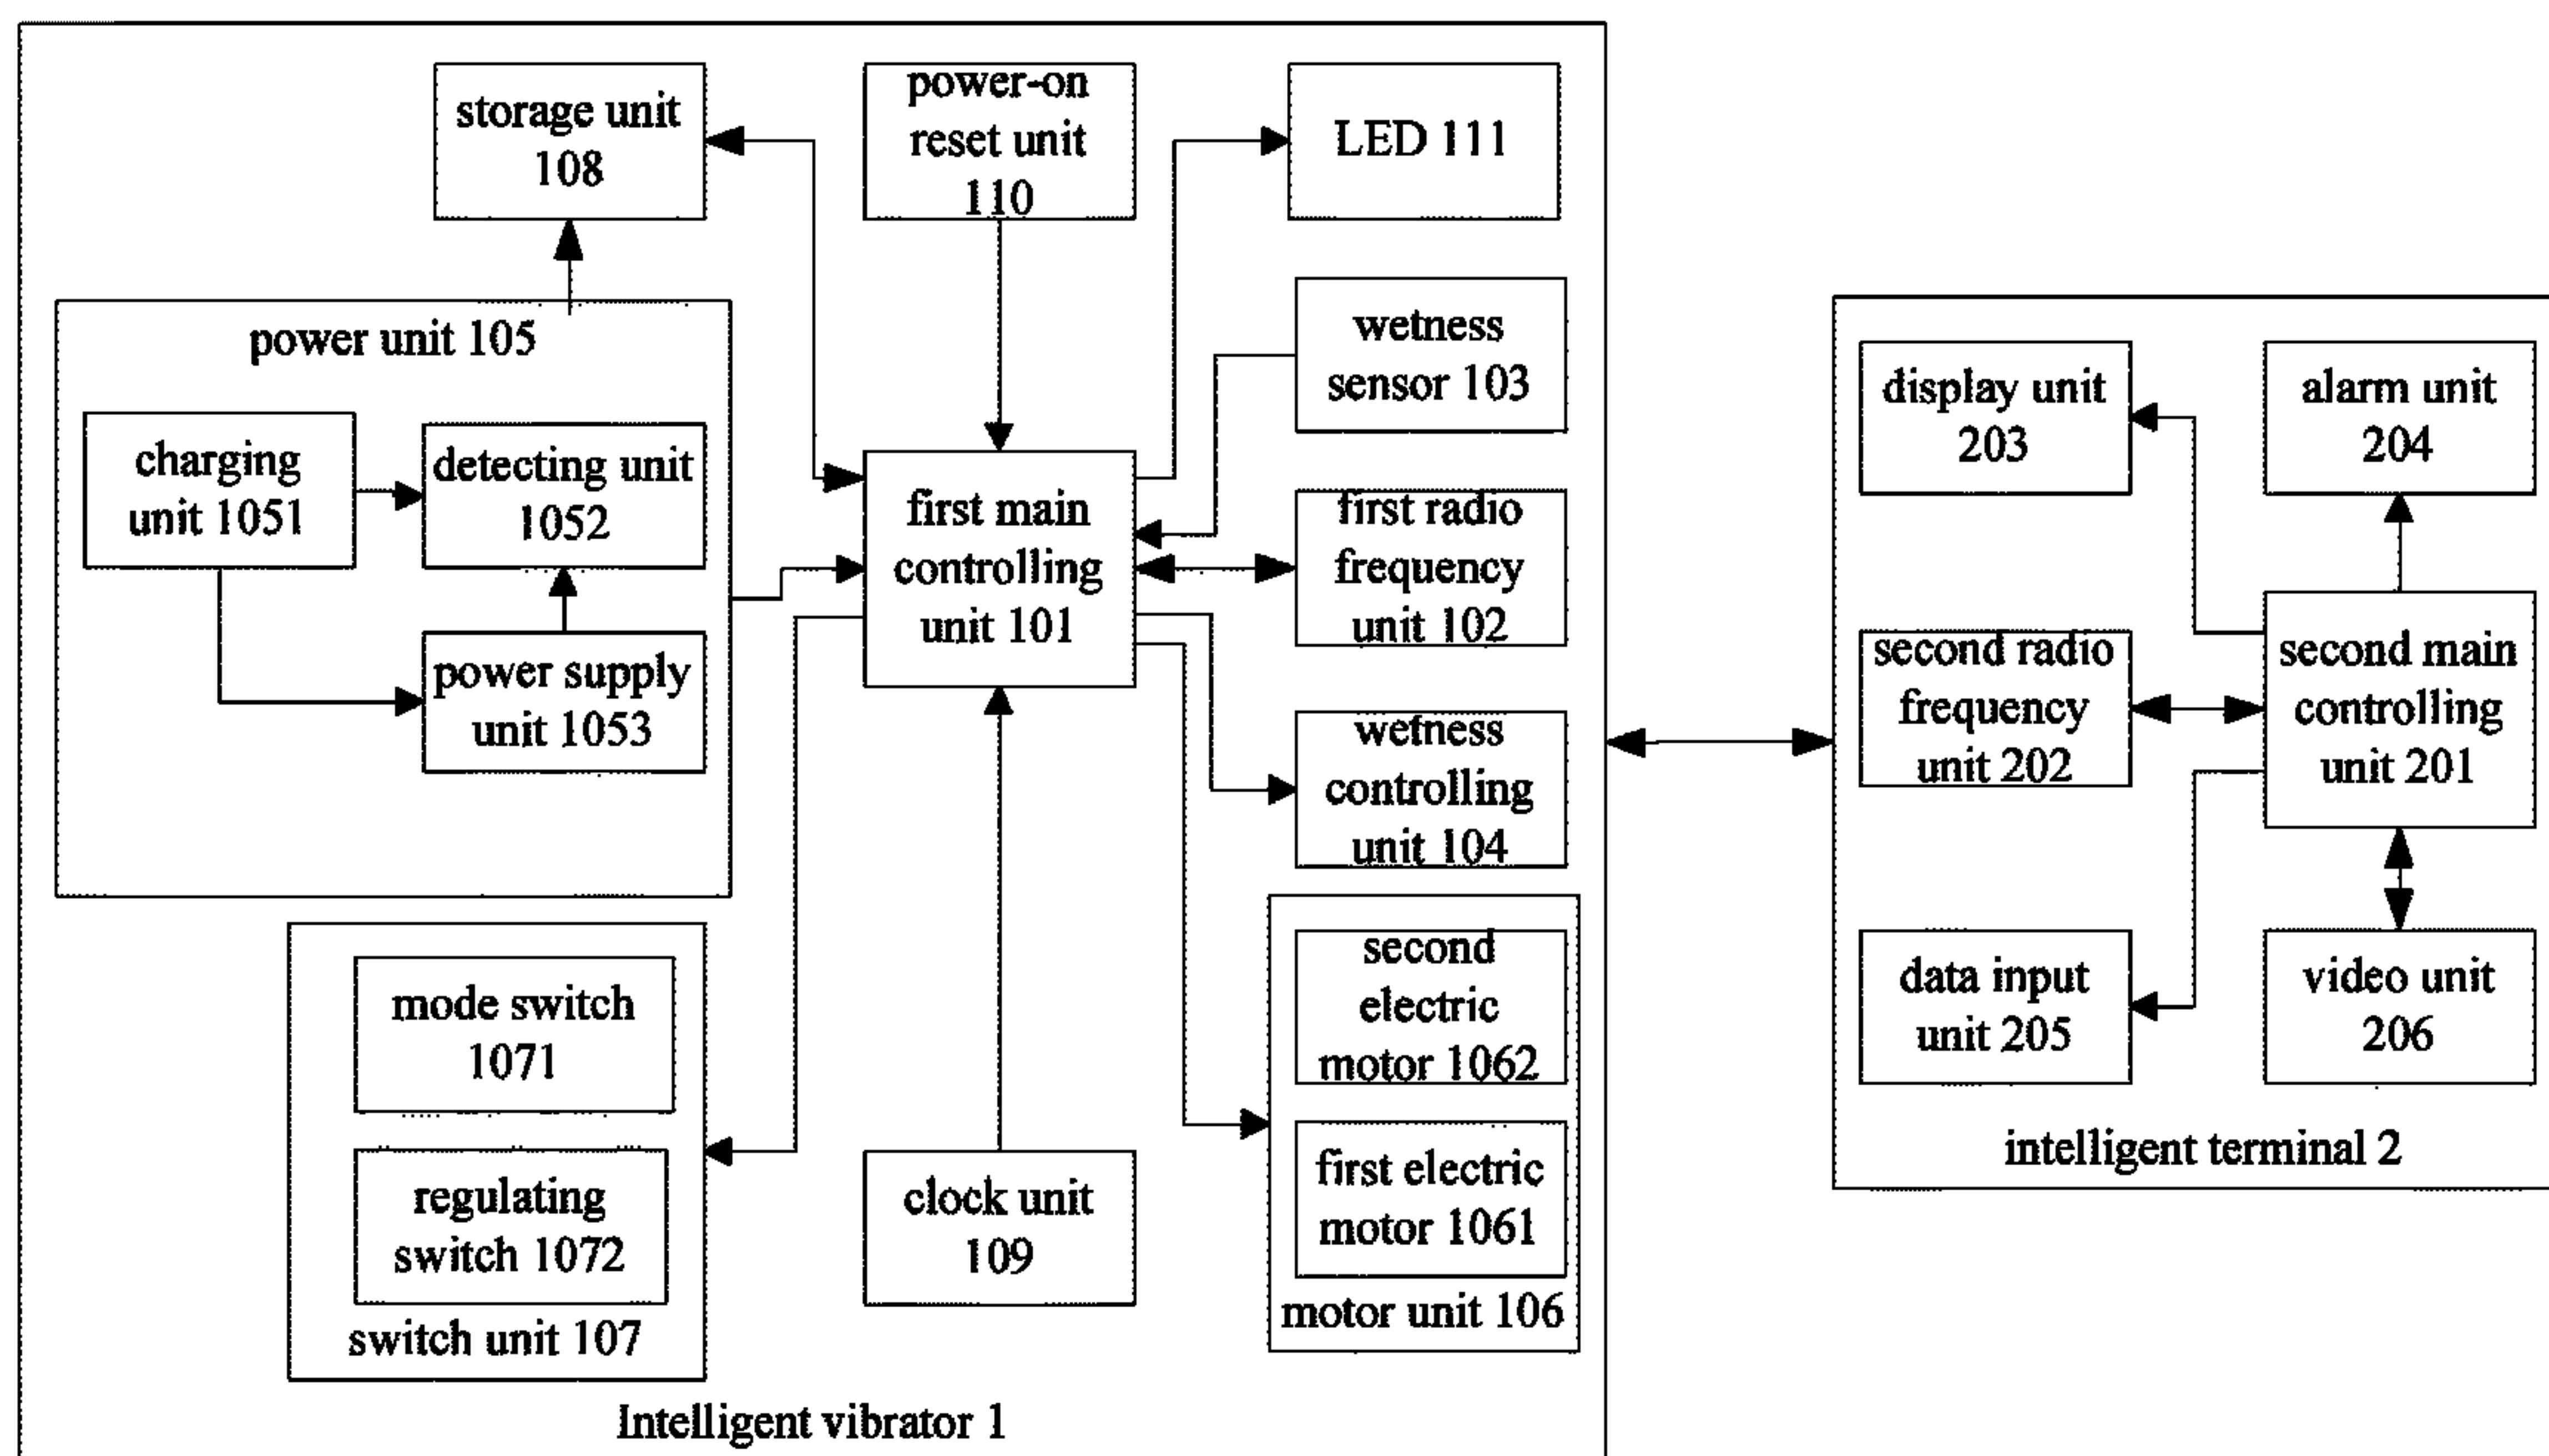 storage unit
108
power-on
reset unit
110
LED 111
power unit 105
charging
unit 1051
detecting unit
1052
power supply
unit 1053
first main
controlling
unit 101
wetness
sensor 103
first radio
frequency
unit 102
wetness
controlling
unit 104
second
electric
motor 1062
first electric
motor 1061
motor unit 106
mode switch
1071
regulating
switch 1072
switch unit 107
clock unit
109
Intelligent vibrator 1
display unit
203
alarm unit
204
second radio
frequency
unit 202
second main
controlling
unit 201
data input
unit 205
video unit
206
intelligent terminal 2